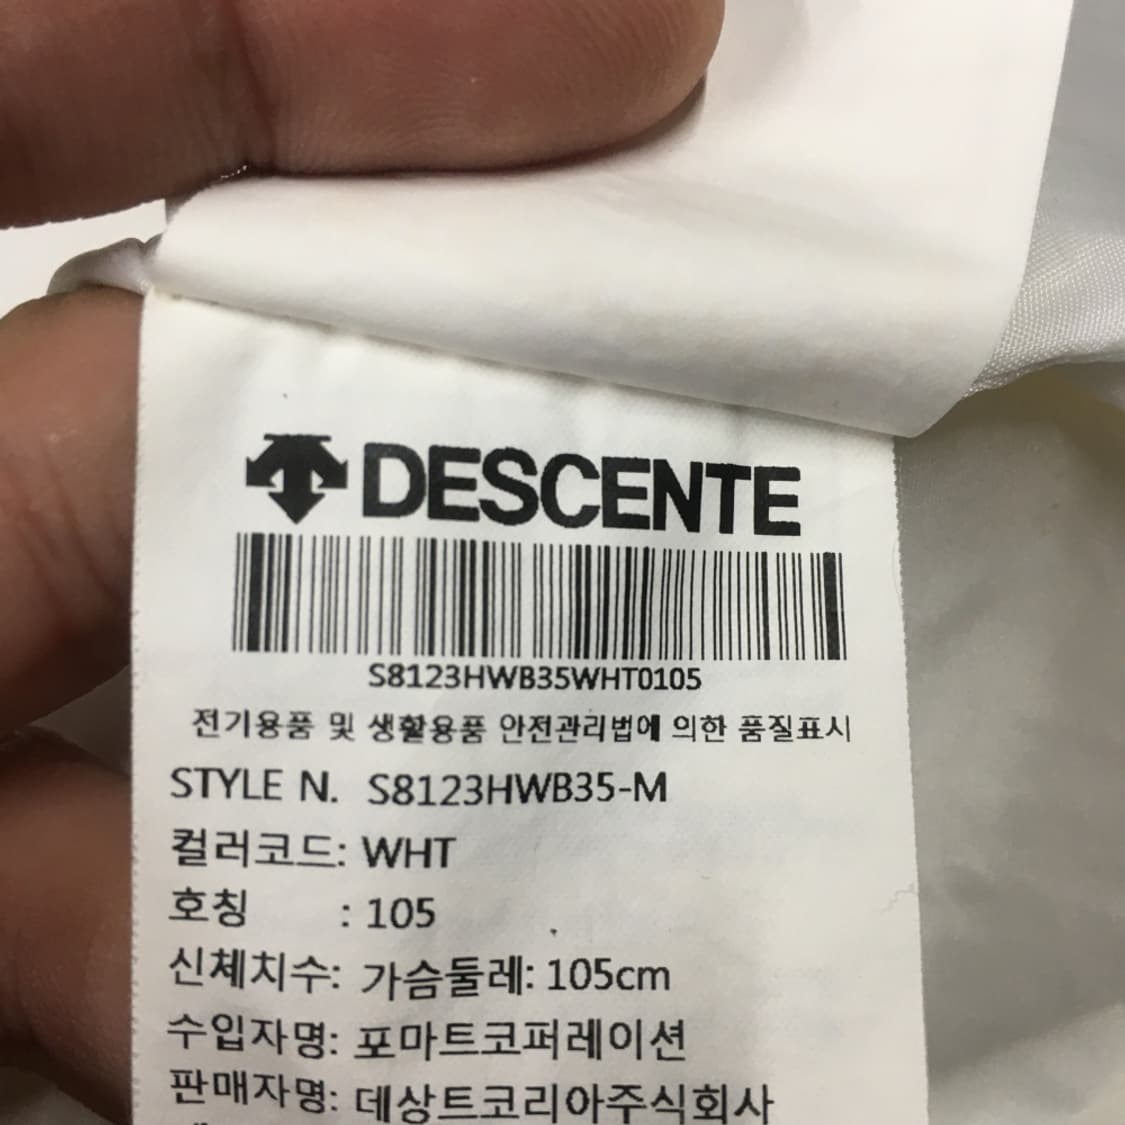 DESCENTE
S8123HWB35WHT0105
전기용품 및 생활용품 안전관리법에 의한 품질표시
STYLE N. S8123HWB35-M
컬러코드: WHT
호칭 : 105
신체치수: 가슴둘레: 105cm
수입자명: 포마트코퍼레이션
판매자명: 데상트코리아주식회사